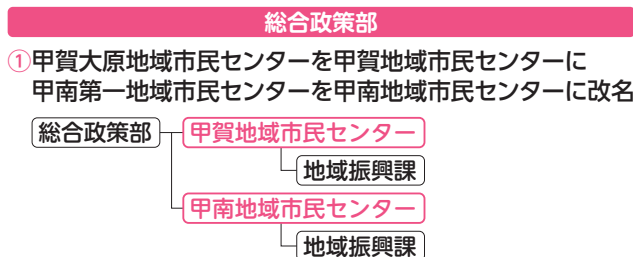 総合政策部
①甲賀大原地域市民センターを甲賀地域市民センターに
甲南第一地域市民センターを甲南地域市民センターに改名
総合政策部 甲賀地域市民センター
地域振興課
甲南地域市民センター
地域振興課